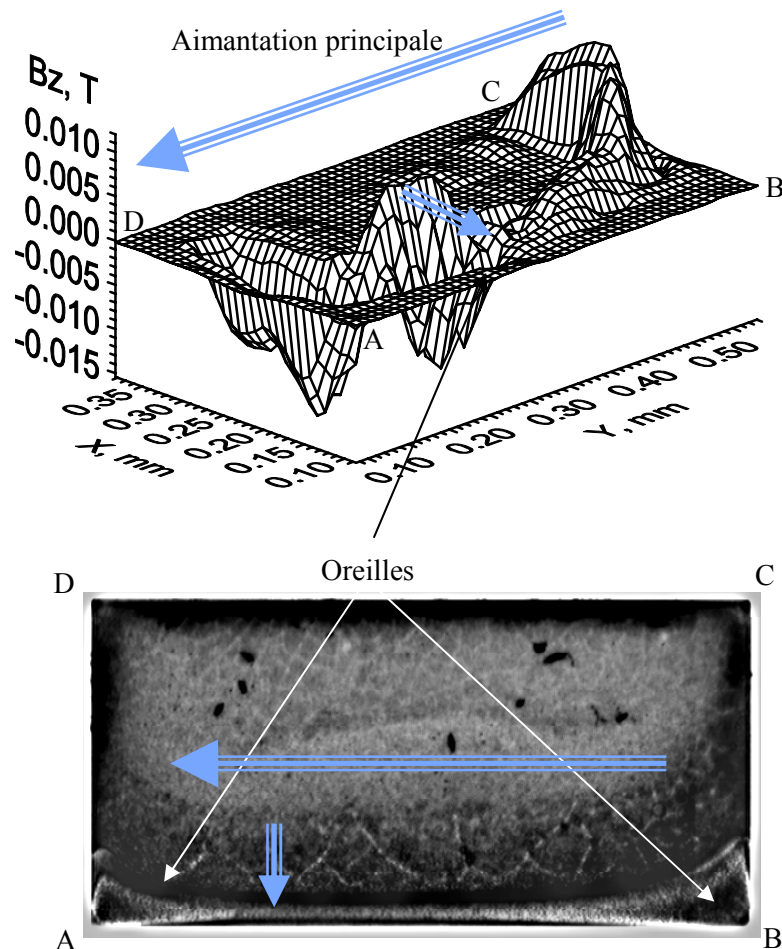 Aimantation principale
Bz, T
C
0.010
0.005
0.000
-0.005
-0.010
-0.015
D
B
A
0.35
0.30
0.25
0.20
0.15
0.10
X, mm
0.10
0.20
0.30
0.40
0.50
Y, mm
Oreilles
D
C
A
B